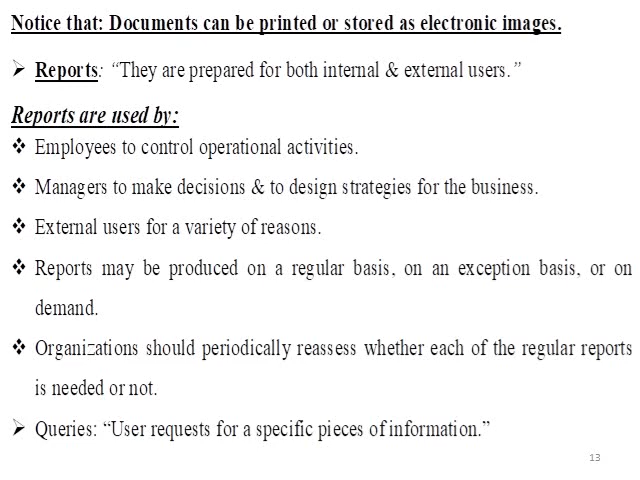 Notice that: Documents can be printed or stored as electronic images.
➢ Reports: “They are prepared for both internal & external users.”
Reports are used by:
❖ Employees to control operational activities.
❖ Managers to make decisions & to design strategies for the business.
❖ External users for a variety of reasons.
❖ Reports may be produced on a regular basis, on an exception basis, or on
demand.
❖ Organizations should periodically reassess whether each of the regular reports
is needed or not.
➢ Queries: “User requests for a specific pieces of information.”
13